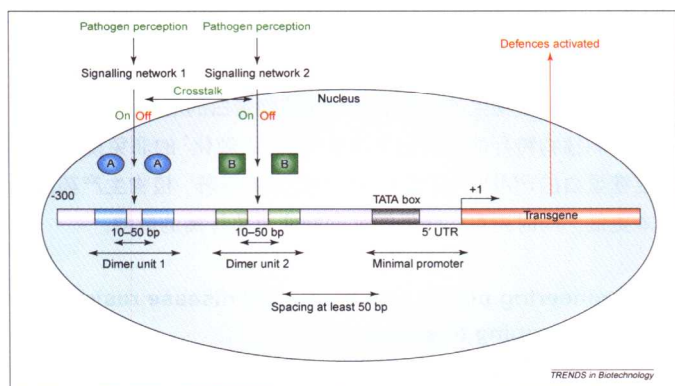 Pathogen perception Pathogen perception
Defences activated
Signalling network 1 Signalling network 2
Crosstalk
Nucleus
On Off On Off
A A B B
-300
TATA box
+1
Transgene
10–50 bp 10–50 bp 5′ UTR
Dimer unit 1 Dimer unit 2 Minimal promoter
Spacing at least 50 bp
TRENDS in Biotechnology